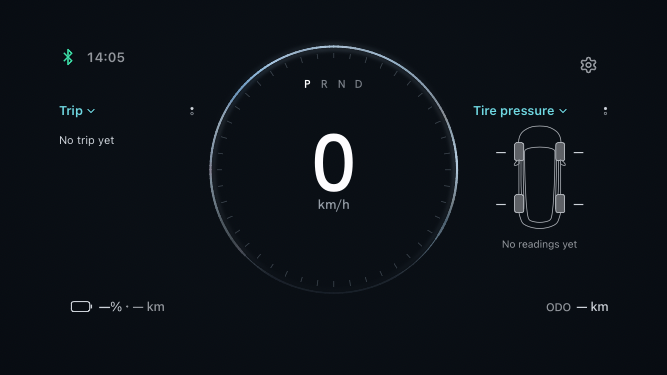 14:05
P R N D
Trip
Tire pressure
No trip yet
0
km/h
No readings yet
—% · — km
ODO — km